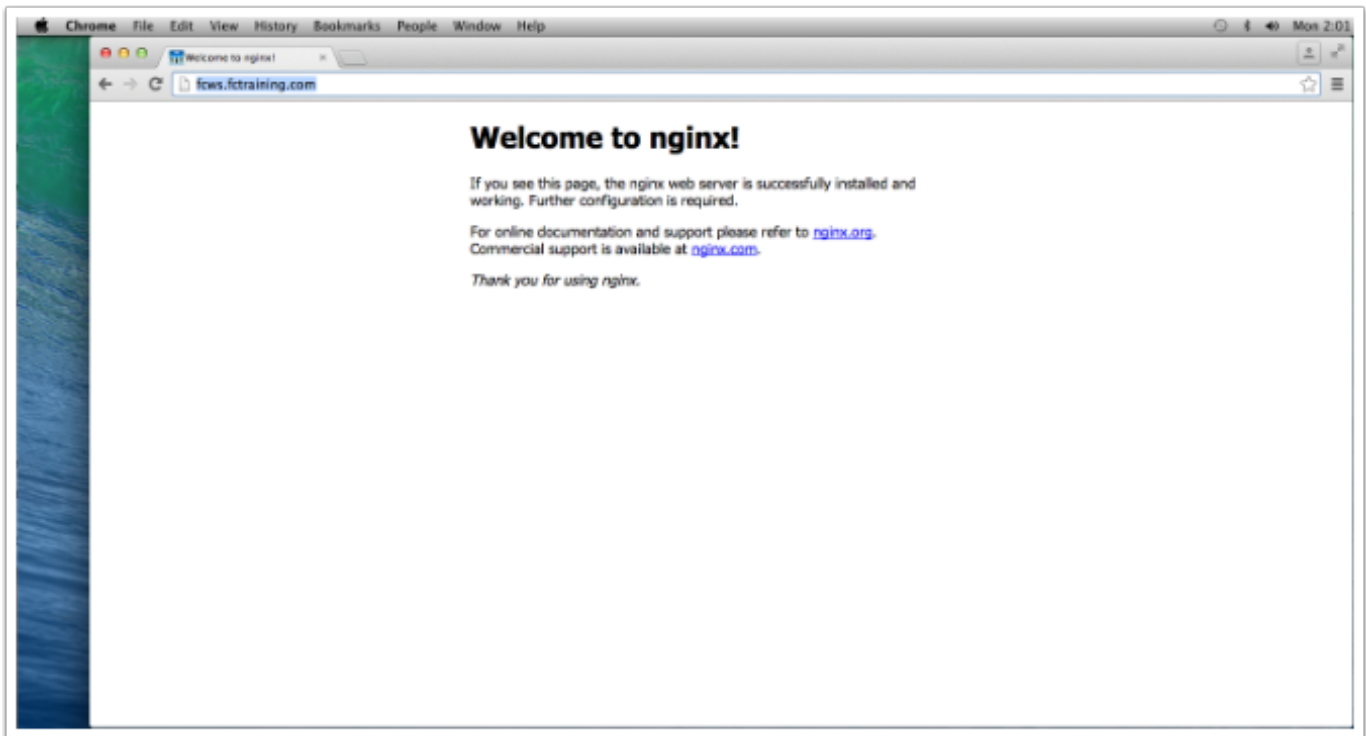 Chrome File Edit View History Bookmarks People Window Help Mon 2:01
Welcome to nginx!
fcws.fctraining.com
Welcome to nginx!
If you see this page, the nginx web server is successfully installed and
working. Further configuration is required.
For online documentation and support please refer to nginx.org.
Commercial support is available at nginx.com.
Thank you for using nginx.